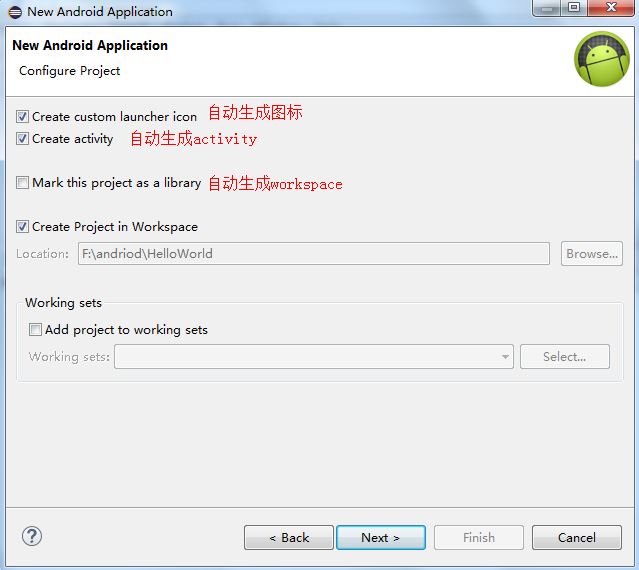 New Android Application
New Android Application
Configure Project
Create custom launcher icon 自动生成图标
Create activity 自动生成activity
Mark this project as a library 自动生成workspace
Create Project in Workspace
Location: F:\andriod\HelloWorld Browse...
Working sets
Add project to working sets
Working sets: Select...
? < Back Next > Finish Cancel